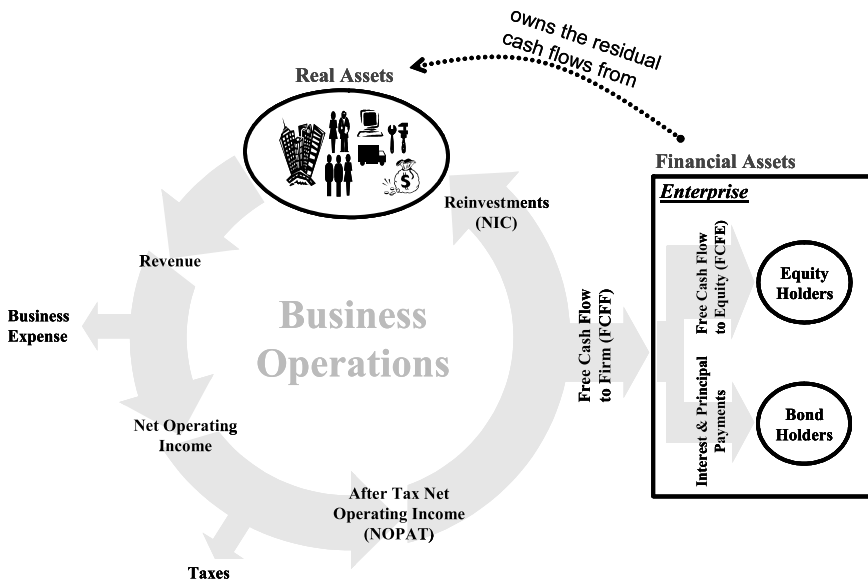 owns the residual
cash flows from
Real Assets
$
Financial Assets
Enterprise
Reinvestments
(NIC)
Revenue
Business
Expense
Business
Operations
Free Cash Flow
to Firm (FCFF)
Free Cash Flow
to Equity (FCFE)
Equity
Holders
Interest & Principal
Payments
Bond
Holders
Net Operating
Income
After Tax Net
Operating Income
(NOPAT)
Taxes